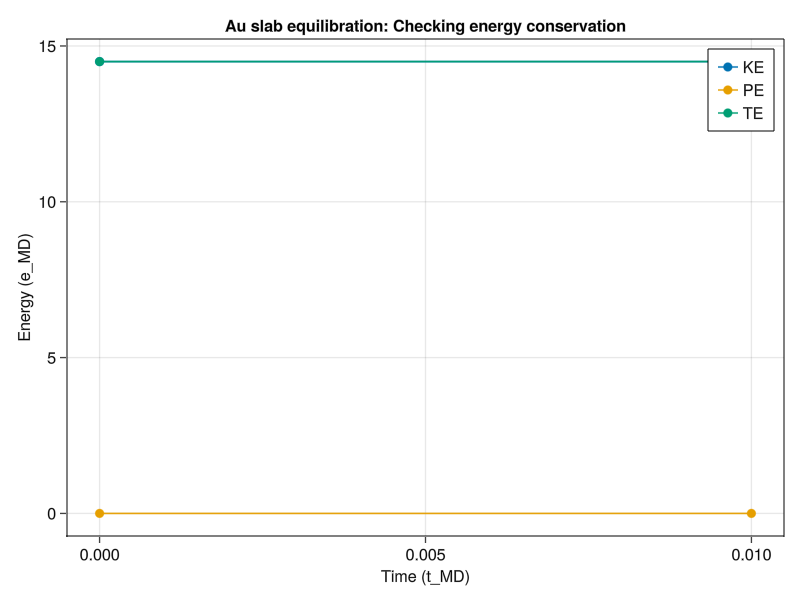 Au slab equilibration: Checking energy conservation
15
10
5
0
Energy (e_MD)
KE
PE
TE
0.000
0.005
0.010
Time (t_MD)